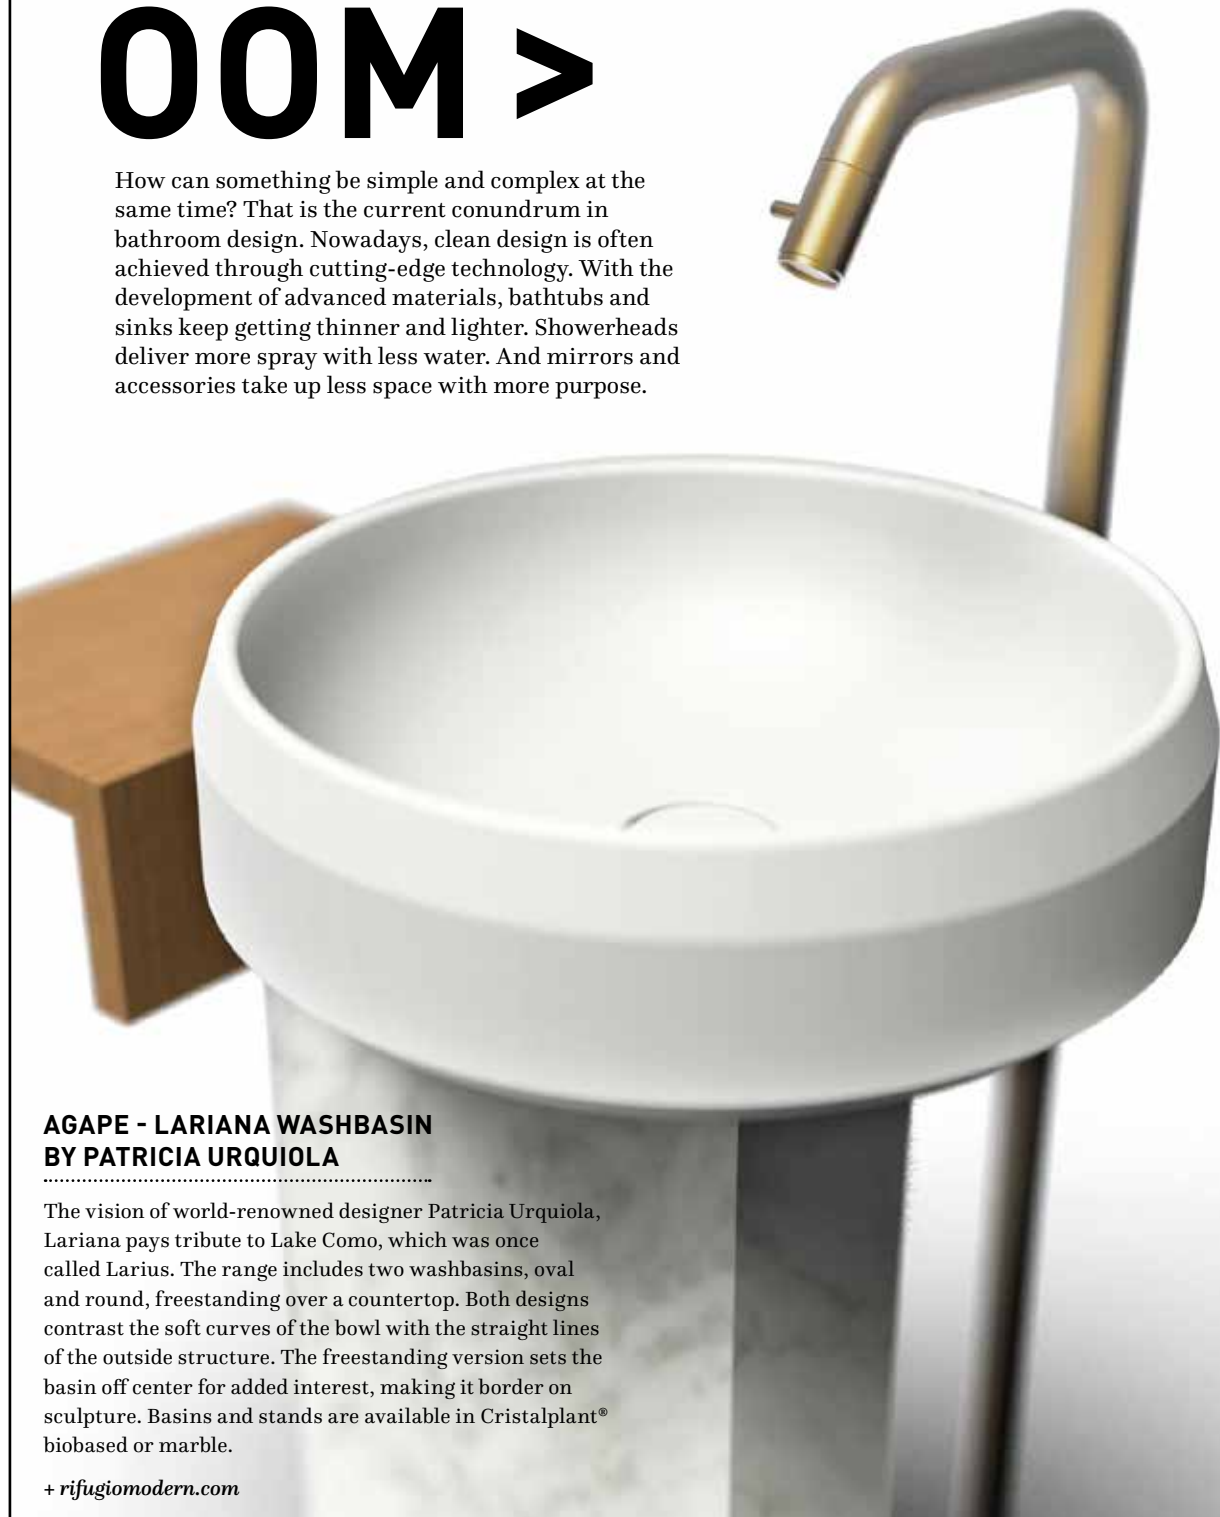 OOM >
How can something be simple and complex at the
same time? That is the current conundrum in
bathroom design. Nowadays, clean design is often
achieved through cutting-edge technology. With the
development of advanced materials, bathtubs and
sinks keep getting thinner and lighter. Showerheads
deliver more spray with less water. And mirrors and
accessories take up less space with more purpose.
AGAPE - LARIANA WASHBASIN
BY PATRICIA URQUIOLA
The vision of world-renowned designer Patricia Urquiola,
Lariana pays tribute to Lake Como, which was once
called Larius. The range includes two washbasins, oval
and round, freestanding over a countertop. Both designs
contrast the soft curves of the bowl with the straight lines
of the outside structure. The freestanding version sets the
basin off center for added interest, making it border on
sculpture. Basins and stands are available in Cristalplant®
biobased or marble.
+ rifugiomodern.com